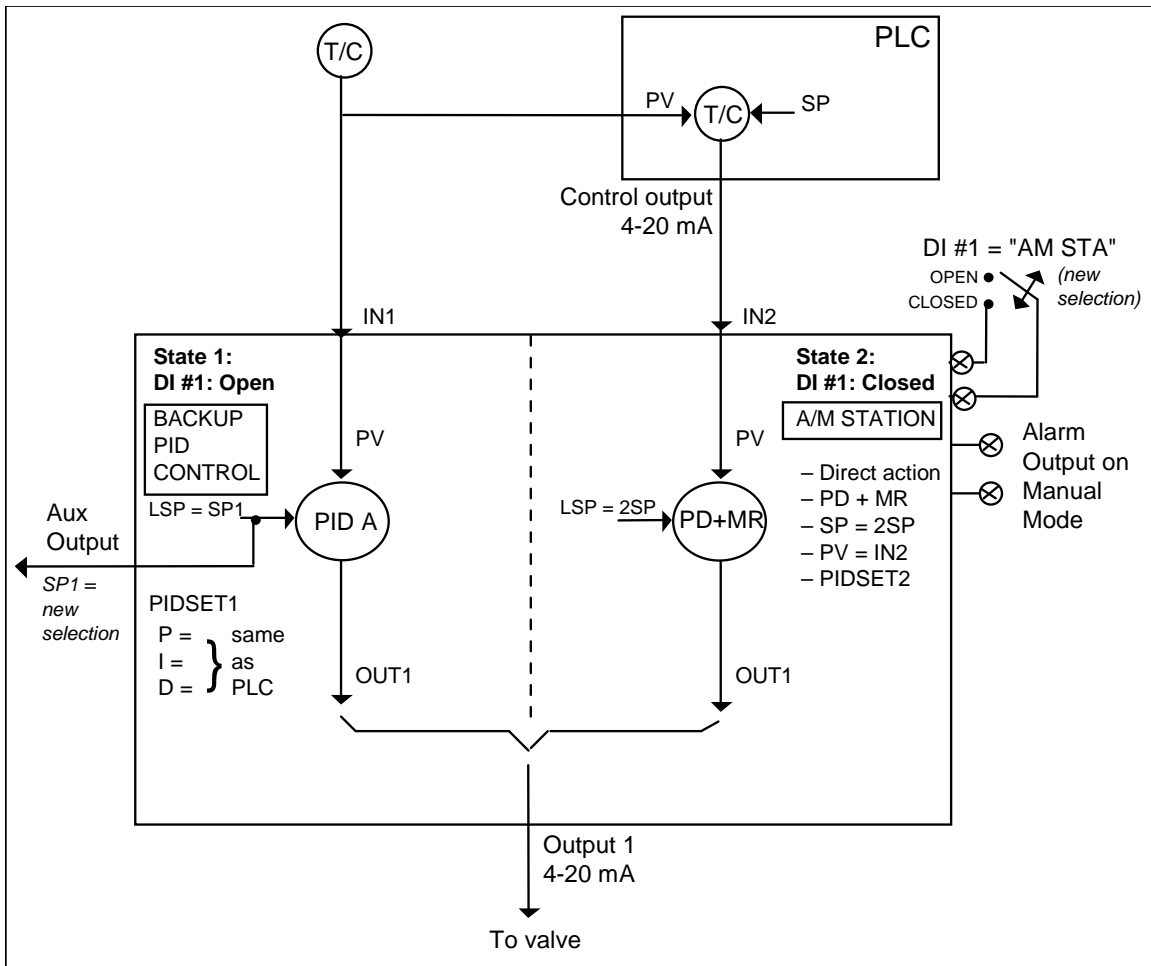 T/C
PLC
PV
T/C
SP
Control output
4-20 mA
DI #1 = "AM STA"
OPEN
(new
selection)
CLOSED
IN1
IN2
State 1:
DI #1: Open
BACKUP
PID
CONTROL
PV
LSP = SP1
PID A
Aux
Output
SP1 =
new
selection
PIDSET1
P =
I =
D =
}
same
as
PLC
OUT1
State 2:
DI #1: Closed
A/M STATION
PV
LSP = 2SP
PD+MR
– Direct action
– PD + MR
– SP = 2SP
– PV = IN2
– PIDSET2
OUT1
Alarm
Output on
Manual
Mode
Output 1
4-20 mA
To valve